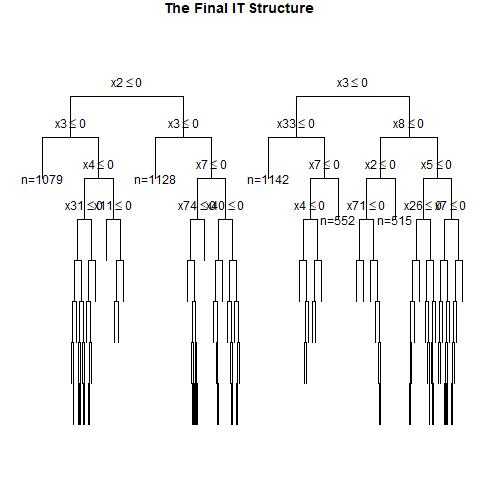 The Final IT Structure
x2 ≤ 0 x3 ≤ 0
x3 ≤ 0 x3 ≤ 0 x33 ≤ 0 x8 ≤ 0
x4 ≤ 0 x7 ≤ 0 x7 ≤ 0 x2 ≤ 0 x5 ≤ 0
n=1079 n=1128 n=1142
x31 ≤ 0 x11 ≤ 0 x74 ≤ 0 x40 ≤ 0 x4 ≤ 0 x71 ≤ 0 x26 ≤ 0 x7 ≤ 0
n=552 n=515